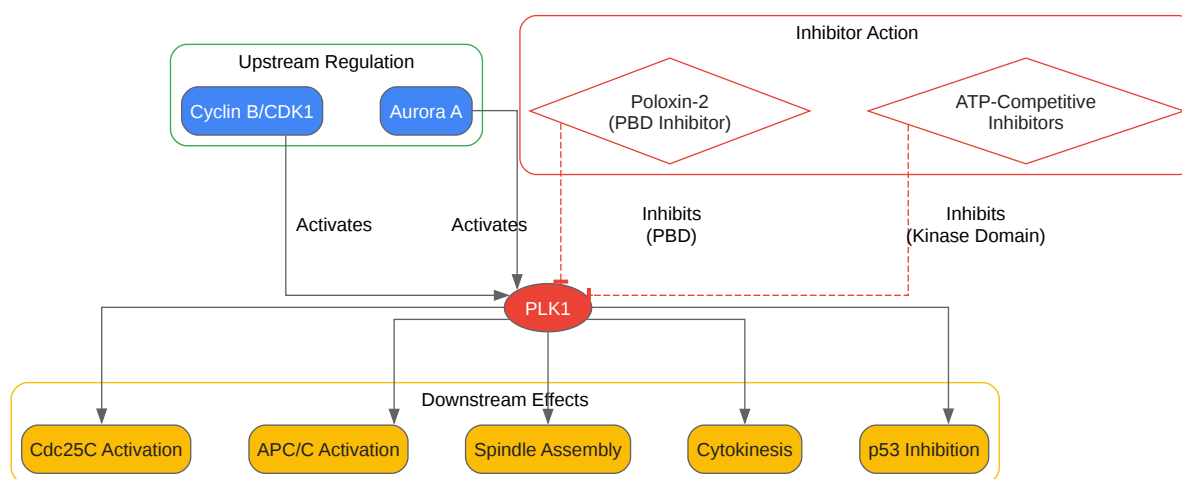 Inhibitor Action
Upstream Regulation
Cyclin B/CDK1
Aurora A
Poloxin-2
(PBD Inhibitor)
ATP-Competitive
Inhibitors
Activates
Activates
Inhibits
(PBD)
Inhibits
(Kinase Domain)
PLK1
Downstream Effects
Cdc25C Activation
APC/C Activation
Spindle Assembly
Cytokinesis
p53 Inhibition